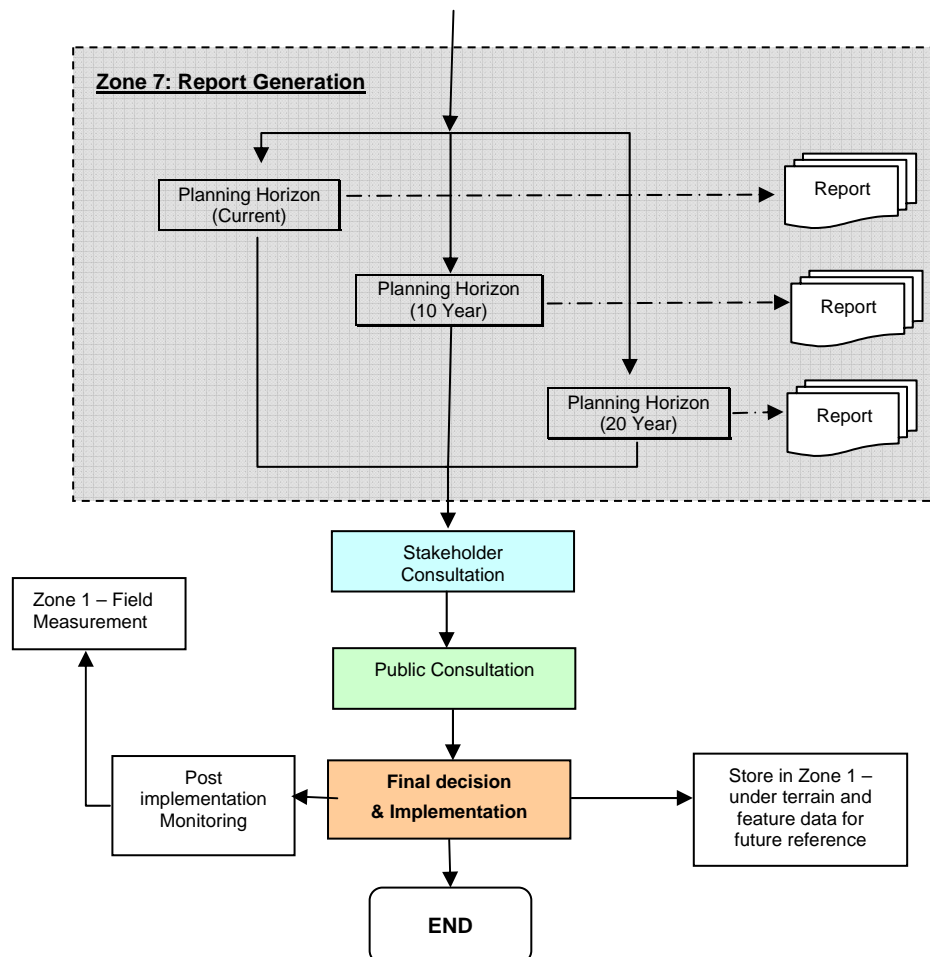 Zone 7: Report Generation
Planning Horizon
(Current)
Report
Planning Horizon
(10 Year)
Report
Planning Horizon
(20 Year)
Report
Stakeholder
Consultation
Zone 1 – Field
Measurement
Public Consultation
Post
implementation
Monitoring
Final decision
& Implementation
Store in Zone 1 –
under terrain and
feature data for
future reference
END